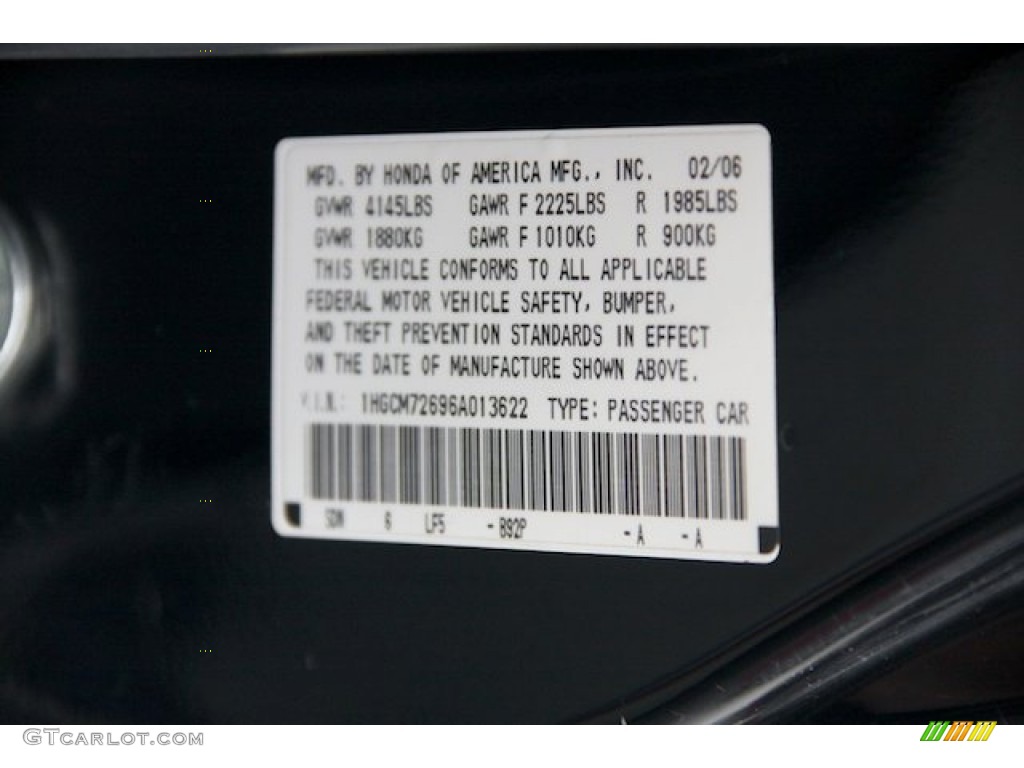 MFD. BY HONDA OF AMERICA MFG., INC. 02/06
GVWR 4145LBS GAWR F 2225LBS R 1985LBS
GVWR 1880KG GAWR F 1010KG R 900KG
THIS VEHICLE CONFORMS TO ALL APPLICABLE
FEDERAL MOTOR VEHICLE SAFETY, BUMPER,
AND THEFT PREVENTION STANDARDS IN EFFECT
ON THE DATE OF MANUFACTURE SHOWN ABOVE.
V.I.N.: 1HGCM72696A013622 TYPE: PASSENGER CAR
SDN 6 LF5 - B92P - A - A
GTCARLOT.COM